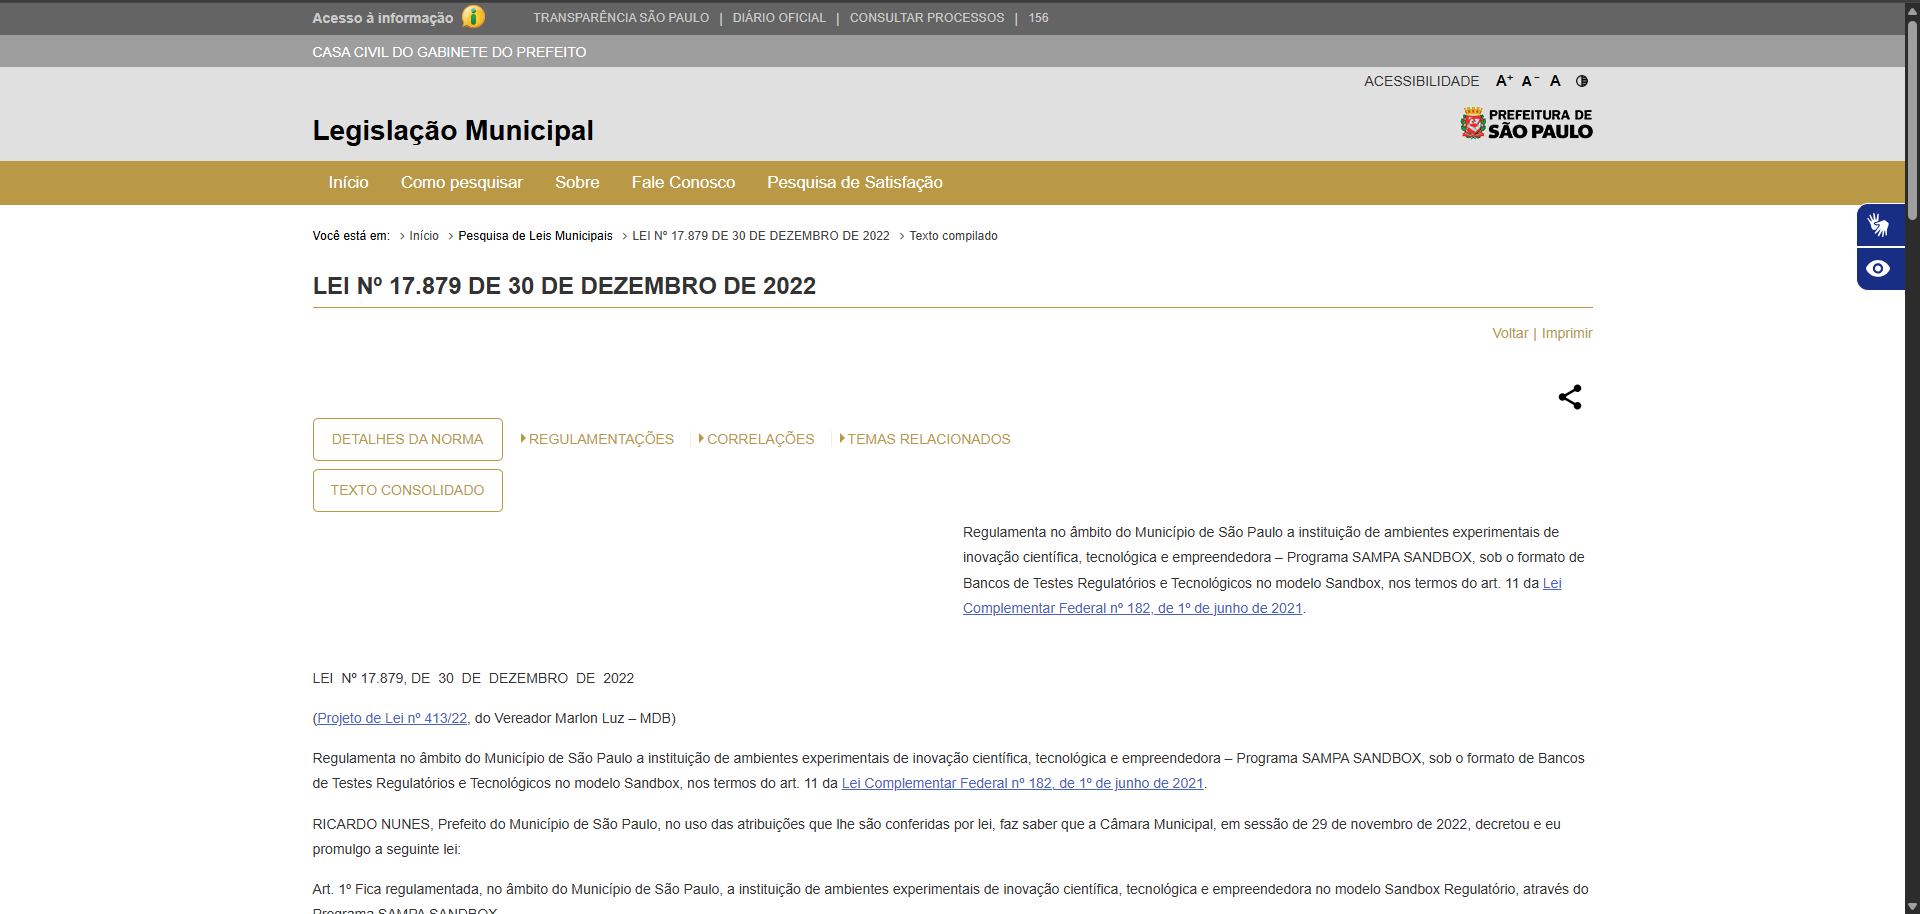 Acesso à informação
TRANSPARÊNCIA SÃO PAULO | DIÁRIO OFICIAL | CONSULTAR PROCESSOS | 156
CASA CIVIL DO GABINETE DO PREFEITO
ACESSIBILIDADE A+ A- A
Legislação Municipal
PREFEITURA DE
SÃO PAULO
Início Como pesquisar Sobre Fale Conosco Pesquisa de Satisfação
Você está em: > Início > Pesquisa de Leis Municipais > LEI Nº 17.879 DE 30 DE DEZEMBRO DE 2022 > Texto compilado
LEI Nº 17.879 DE 30 DE DEZEMBRO DE 2022
Voltar | Imprimir
DETALHES DA NORMA REGULAMENTAÇÕES CORRELAÇÕES TEMAS RELACIONADOS
TEXTO CONSOLIDADO
Regulamenta no âmbito do Município de São Paulo a instituição de ambientes experimentais de
inovação científica, tecnológica e empreendedora – Programa SAMPA SANDBOX, sob o formato de
Bancos de Testes Regulatórios e Tecnológicos no modelo Sandbox, nos termos do art. 11 da Lei
Complementar Federal nº 182, de 1º de junho de 2021.
LEI Nº 17.879, DE 30 DE DEZEMBRO DE 2022
(Projeto de Lei nº 413/22, do Vereador Marlon Luz – MDB)
Regulamenta no âmbito do Município de São Paulo a instituição de ambientes experimentais de inovação científica, tecnológica e empreendedora – Programa SAMPA SANDBOX, sob o formato de Bancos
de Testes Regulatórios e Tecnológicos no modelo Sandbox, nos termos do art. 11 da Lei Complementar Federal nº 182, de 1º de junho de 2021.
RICARDO NUNES, Prefeito do Município de São Paulo, no uso das atribuições que lhe são conferidas por lei, faz saber que a Câmara Municipal, em sessão de 29 de novembro de 2022, decretou e eu
promulgo a seguinte lei:
Art. 1º Fica regulamentada, no âmbito do Município de São Paulo, a instituição de ambientes experimentais de inovação científica, tecnológica e empreendedora no modelo Sandbox Regulatório, através do
Programa SAMPA SANDBOX.